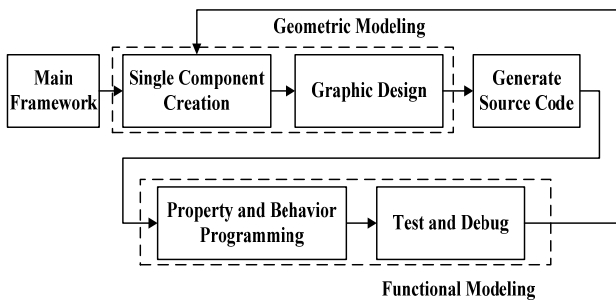 Geometric Modeling
Main
Framework
Single Component
Creation
Graphic Design
Generate
Source Code
Property and Behavior
Programming
Test and Debug
Functional Modeling